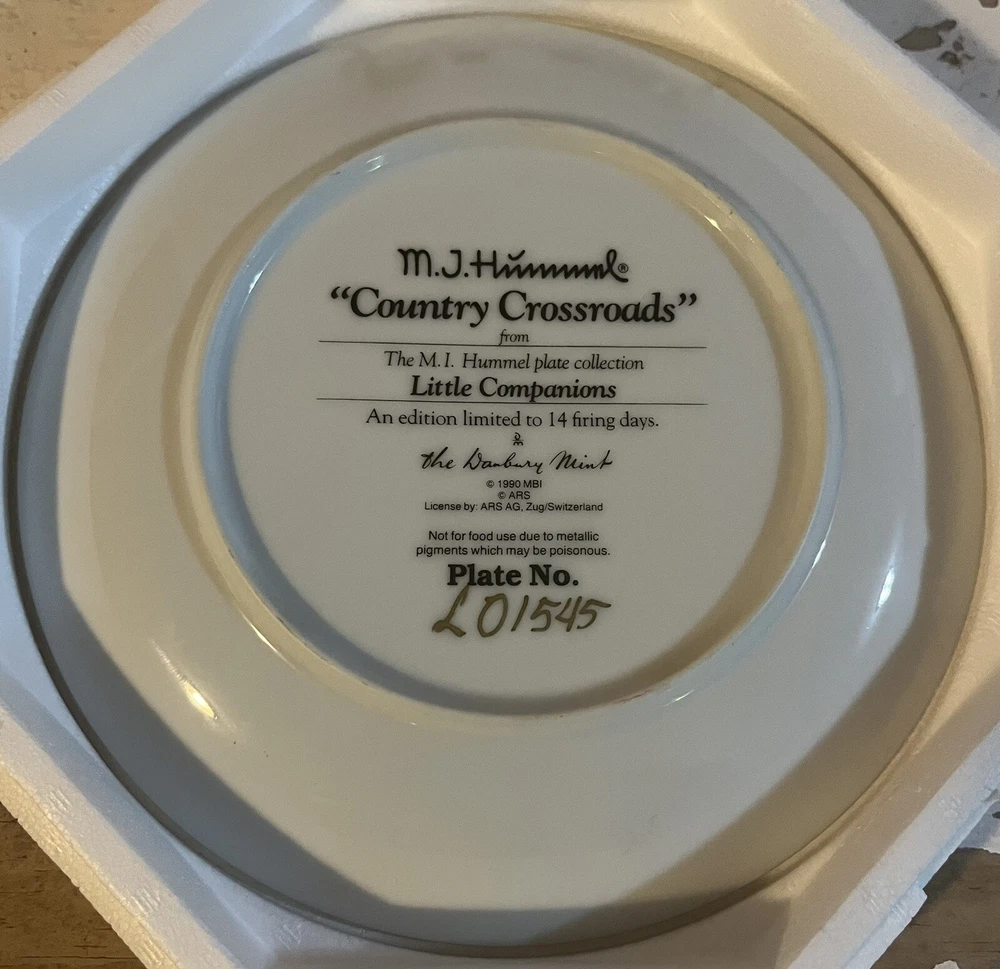 M.J.Hummel®
“Country Crossroads”
from
The M.I. Hummel plate collection
Little Companions
An edition limited to 14 firing days.
the Danbury Mint
© 1990 MBI
© ARS
License by: ARS AG, Zug/Switzerland
Not for food use due to metallic
pigments which may be poisonous.
Plate No.
L01545